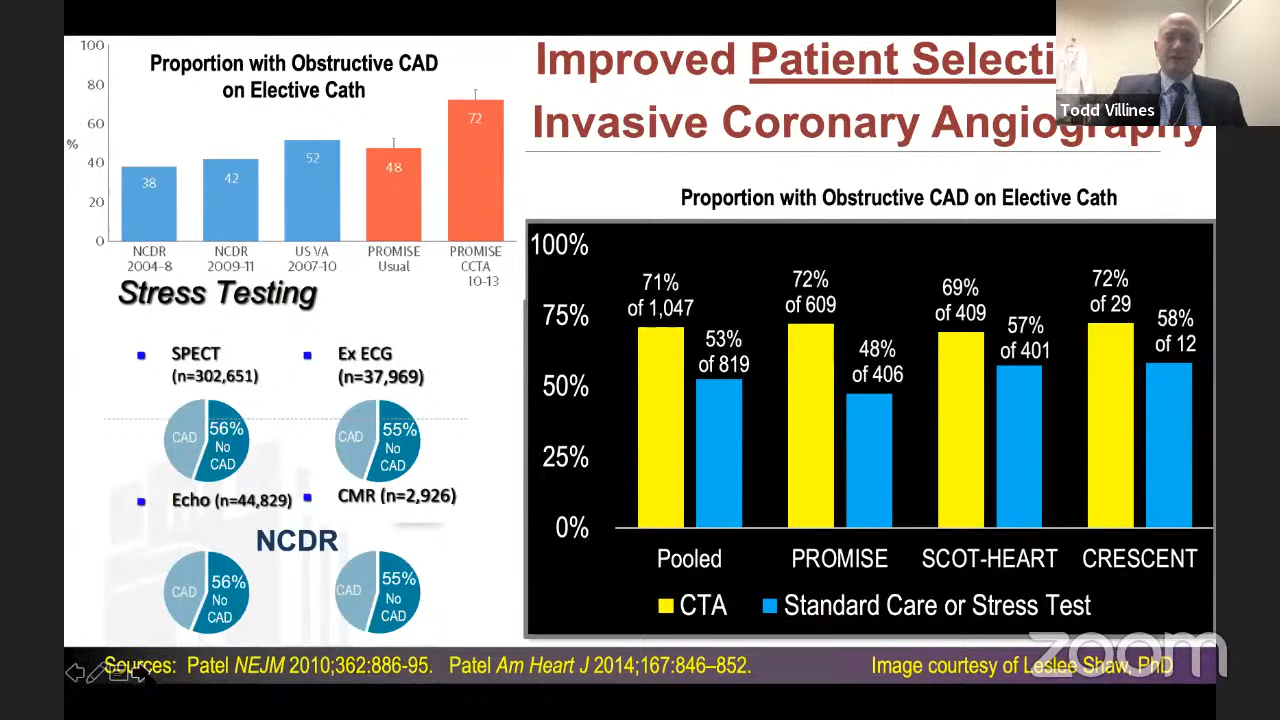 Improved Patient Selecti
Invasive Coronary Angiography
Todd Villines
Proportion with Obstructive CAD
on Elective Cath
100
80
60
40
20
0
%
38
42
52
48
72
NCDR
2004-8
NCDR
2009-11
US VA
2007-10
PROMISE
Usual
PROMISE
CCTA
10-13
Stress Testing
SPECT
(n=302,651)
Ex ECG
(n=37,969)
CAD
56%
No
CAD
CAD
55%
No
CAD
Echo (n=44,829)
CMR (n=2,926)
NCDR
CAD
56%
No
CAD
CAD
55%
No
CAD
Proportion with Obstructive CAD on Elective Cath
100%
75%
50%
25%
0%
71%
of 1,047
53%
of 819
72%
of 609
48%
of 406
69%
of 409
57%
of 401
72%
of 29
58%
of 12
Pooled
PROMISE
SCOT-HEART
CRESCENT
CTA
Standard Care or Stress Test
Sources: Patel NEJM 2010;362:886-95. Patel Am Heart J 2014;167:846–852.
Image courtesy of Leslee Shaw, PhD
zoom